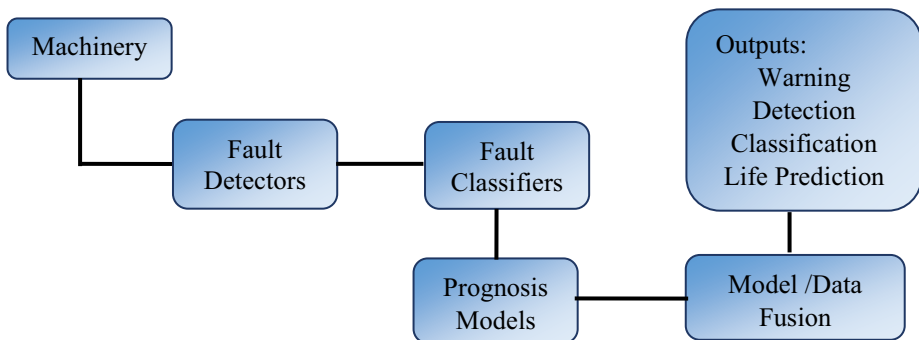 Machinery
Fault
Detectors
Fault
Classifiers
Prognosis
Models
Model /Data
Fusion
Outputs:
Warning
Detection
Classification
Life Prediction